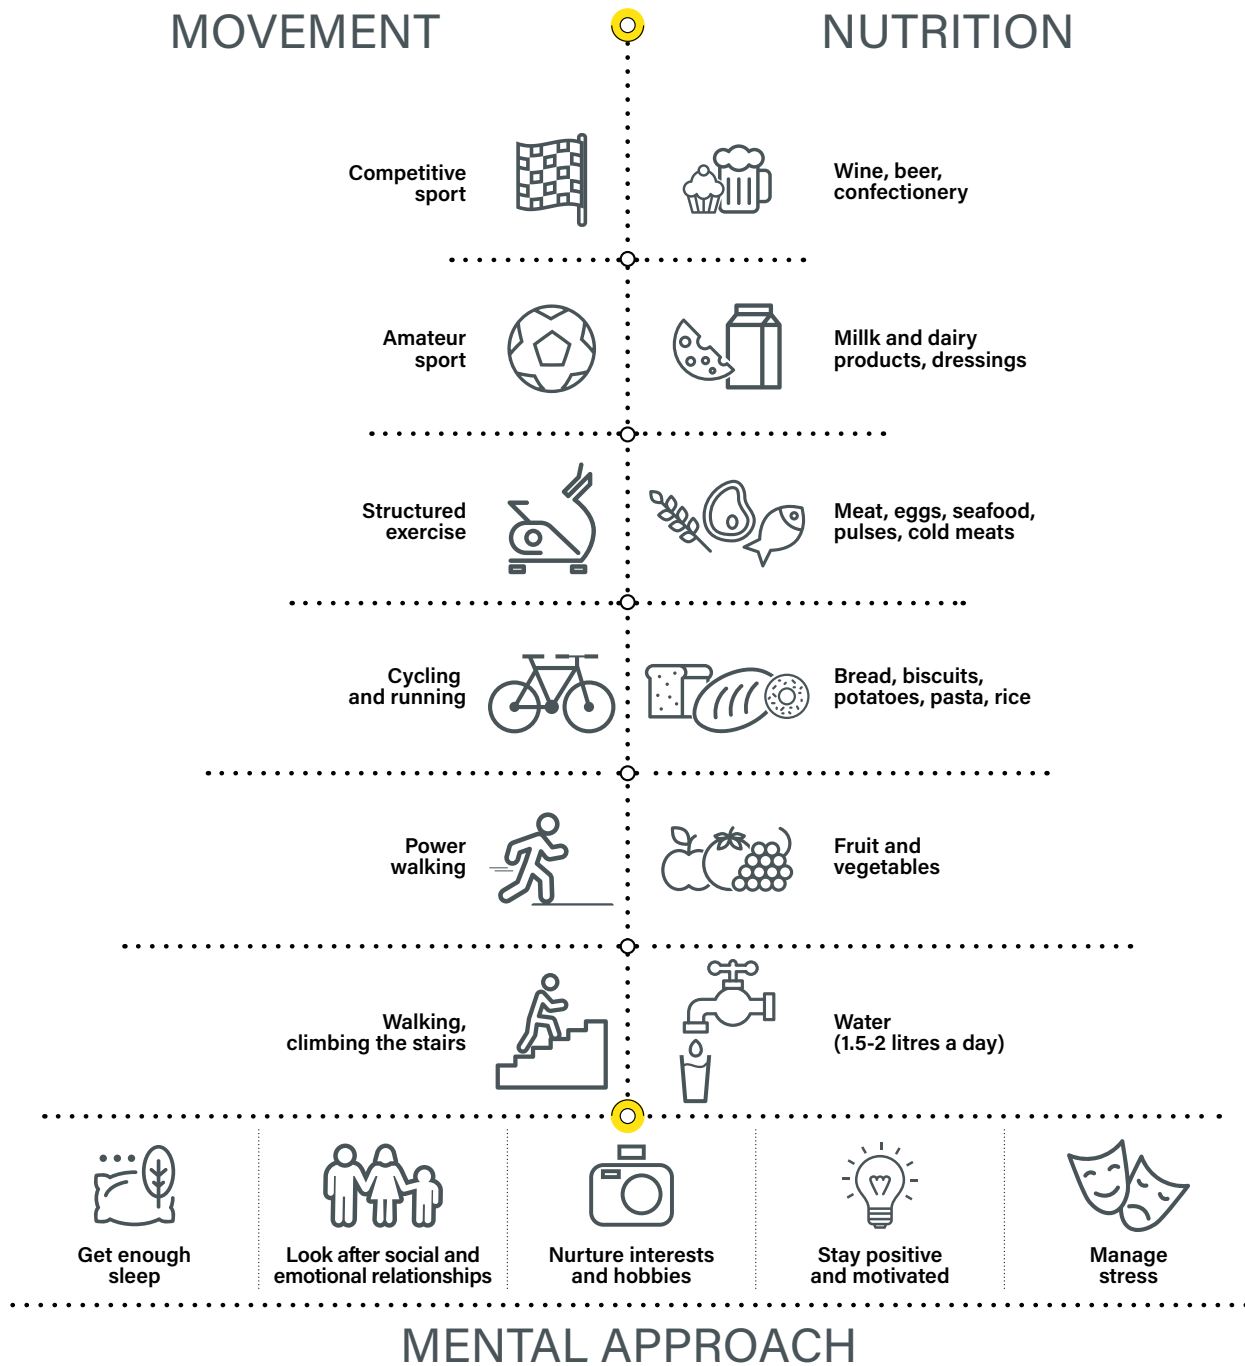 MOVEMENT
NUTRITION
Competitive
sport
Wine, beer,
confectionery
Amateur
sport
Millk and dairy
products, dressings
Structured
exercise
Meat, eggs, seafood,
pulses, cold meats
Cycling
and running
Bread, biscuits,
potatoes, pasta, rice
Power
walking
Fruit and
vegetables
Walking,
climbing the stairs
Water
(1.5-2 litres a day)
Get enough
sleep
Look after social and
emotional relationships
Nurture interests
and hobbies
Stay positive
and motivated
Manage
stress
MENTAL APPROACH